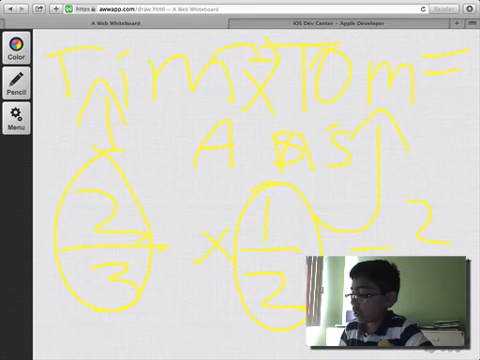 https awwapp.com/draw.html — A Web Whiteboard
Reader
A Web Whiteboard
iOS Dev Center - Apple Developer
Color
Pencil
Menu
Tim x Tom =
2/3 x 1/2
2